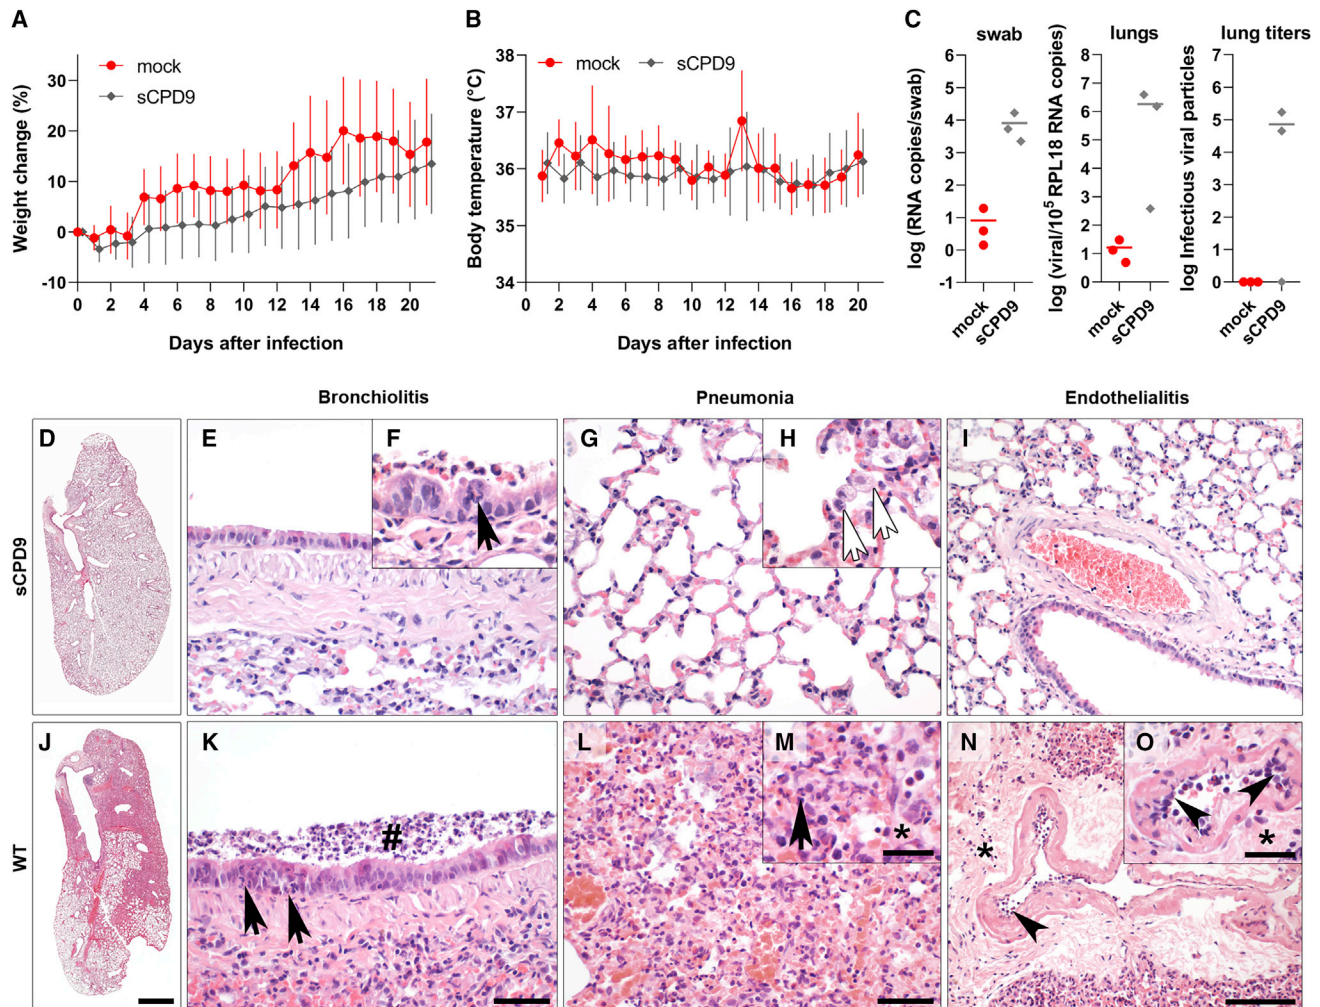 A
Weight change (%)
30
20
10
0
-10
mock
sCPD9
0 2 4 6 8 10 12 14 16 18 20
Days after infection
B
Body temperature (°C)
38
37
36
35
34
mock sCPD9
0 2 4 6 8 10 12 14 16 18 20
Days after infection
C
swab
log (RNA copies/swab)
6
5
4
3
2
1
0
-1
mock
sCPD9
lungs
log (viral/10⁵ RPL18 RNA copies)
8
7
6
5
4
3
2
1
0
mock
sCPD9
lung titers
log Infectious viral particles
7
6
5
4
3
2
1
0
mock
sCPD9
Bronchiolitis
Pneumonia
Endothelialitis
sCPD9
D
E
F
G
H
I
WT
J
K
#
L
M
*
N
*
O
*